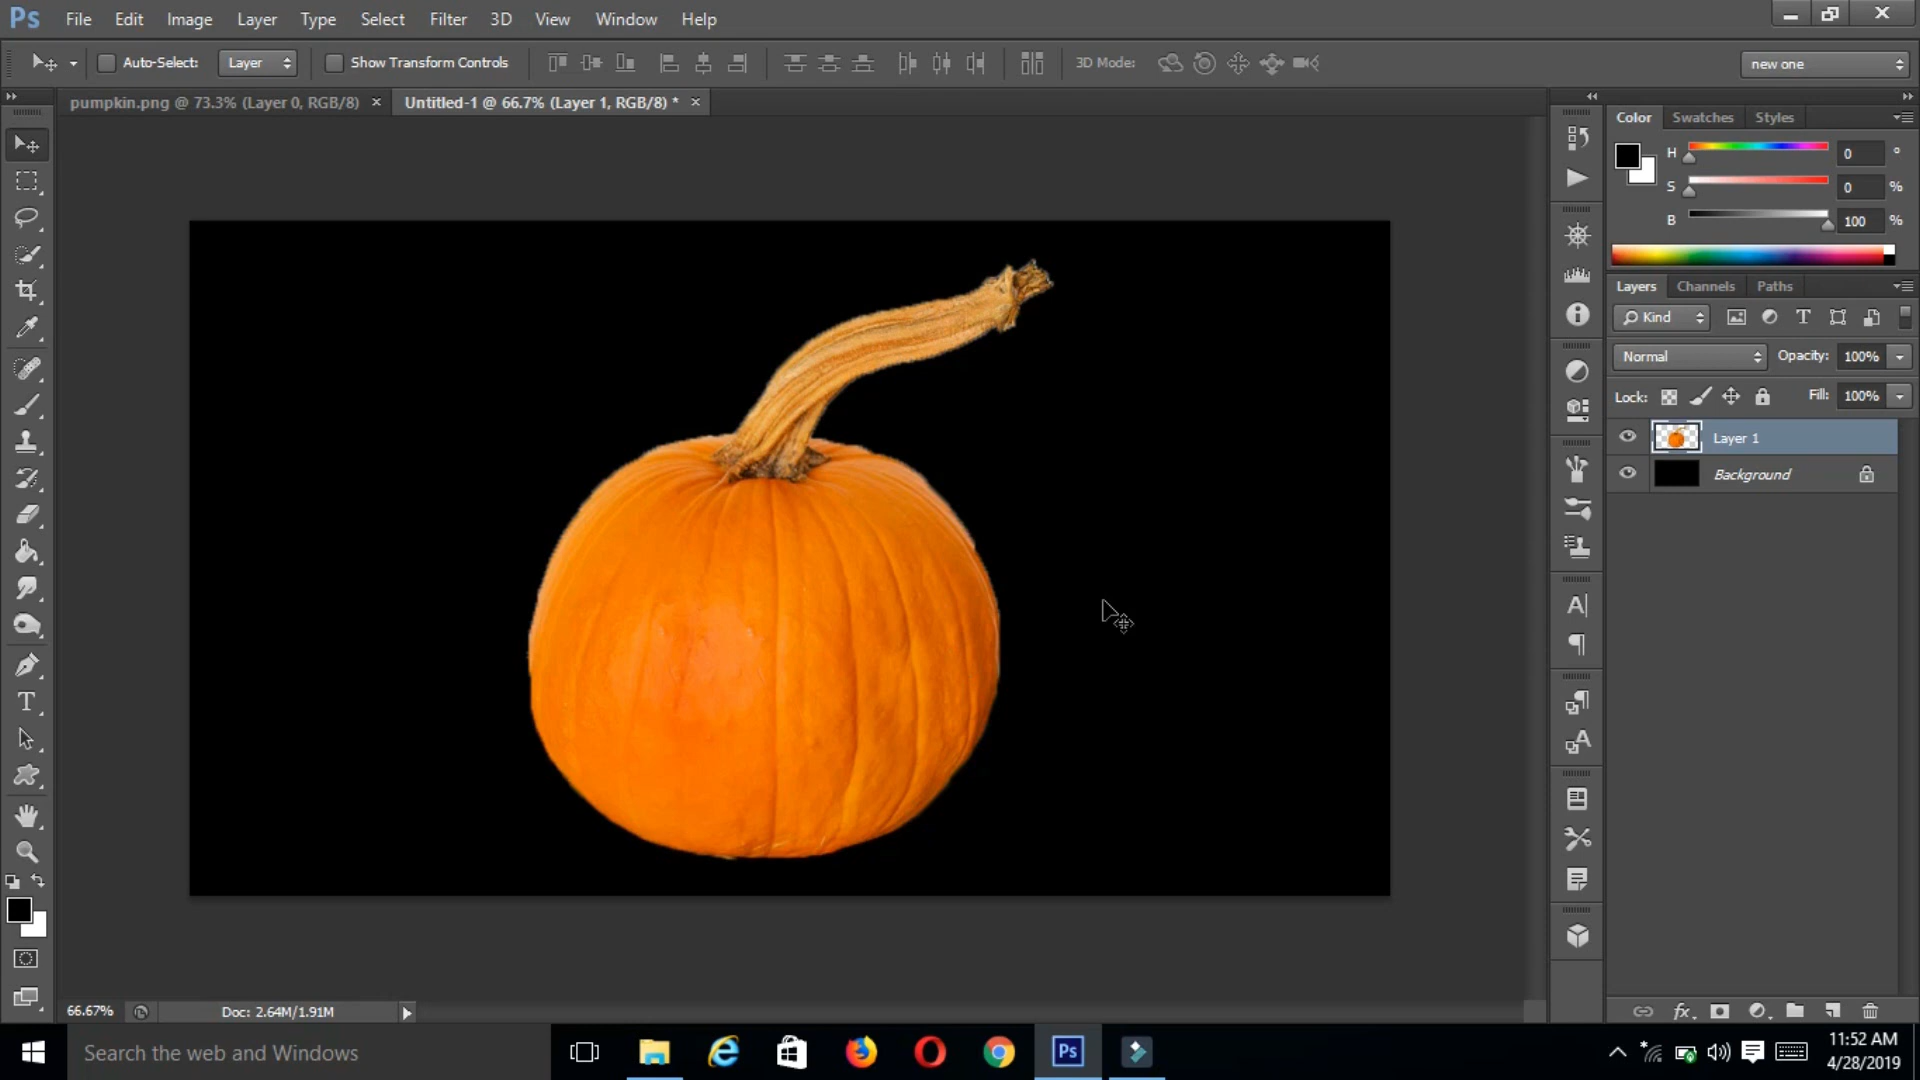 Ps File Edit Image Layer Type Select Filter 3D View Window Help
Auto-Select: Layer Show Transform Controls 3D Mode: new one
pumpkin.png @ 73.3% (Layer 0, RGB/8) × Untitled-1 @ 66.7% (Layer 1, RGB/8) * ×
Color Swatches Styles
H 0 °
S 0 %
B 100 %
Layers Channels Paths
Kind
Normal Opacity: 100%
Lock: Fill: 100%
Layer 1
Background
66.67% Doc: 2.64M/1.91M
Search the web and Windows
Ps
11:52 AM
4/28/2019